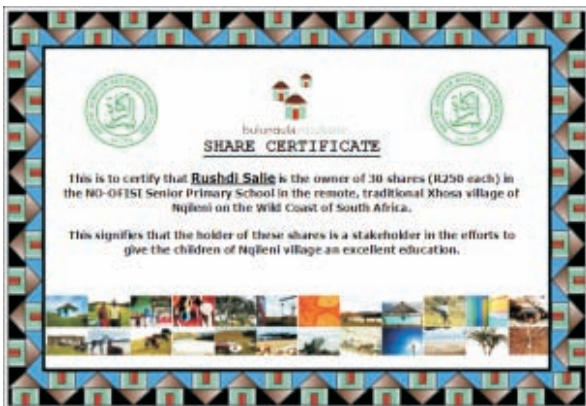 bulungula incubator
SHARE CERTIFICATE
This is to certify that Rushdi Salie is the owner of 30 shares (R250 each) in
the NO-OFISI Senior Primary School in the remote, traditional Xhosa village of
Nqileni on the Wild Coast of South Africa.
This signifies that the holder of these shares is a stakeholder in the efforts to
give the children of Nqileni village an excellent education.